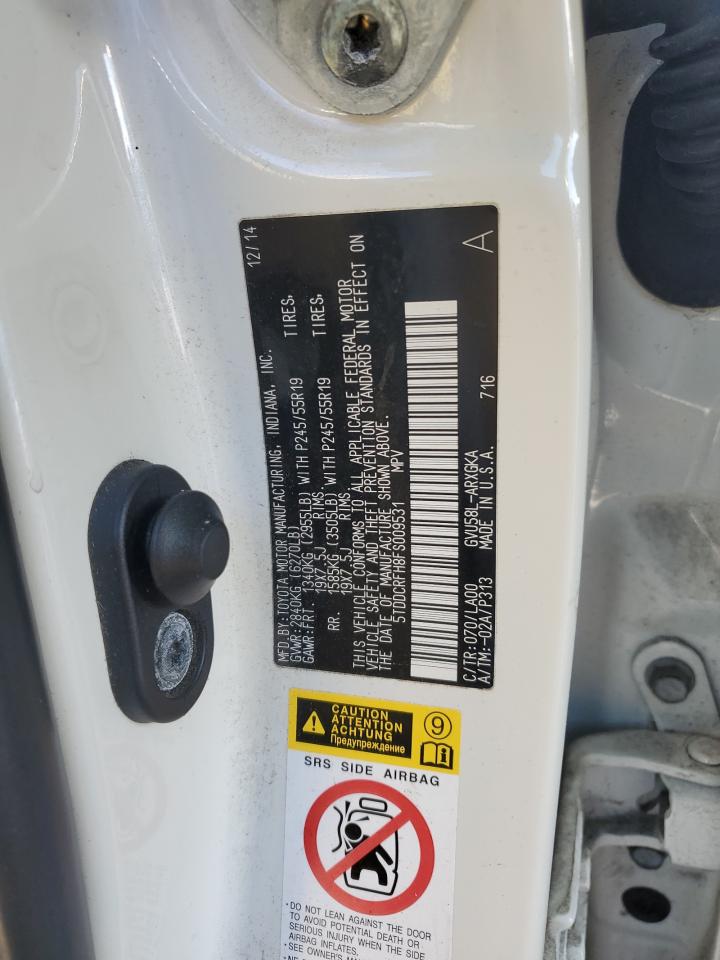 MFD.BY:TOYOTA MOTOR MANUFACTURING, INDIANA, INC. 12/14
GVWR:2840KG (6270LB)
GAWR:FRT. 1340KG (2955LB) WITH P245/55R19 TIRES,
19X7.5J RIMS,
RR. 1585KG (3505LB) WITH P245/55R19 TIRES,
19X7.5J RIMS,
THIS VEHICLE CONFORMS TO ALL APPLICABLE FEDERAL MOTOR
VEHICLE SAFETY AND THEFT PREVENTION STANDARDS IN EFFECT ON
THE DATE OF MANUFACTURE SHOWN ABOVE.
5TDDCRFH8FS009531 MPV
C/TR:070/LA00 GVU58L-ARXGKA 716 A
A/TM:-02A/P313 MADE IN U.S.A.
CAUTION
ATTENTION
ACHTUNG
Предупреждение
9
SRS SIDE AIRBAG
•DO NOT LEAN AGAINST THE DOOR
TO AVOID POTENTIAL DEATH OR
SERIOUS INJURY WHEN THE SIDE
AIRBAG INFLATES.
•SEE OWNER'S